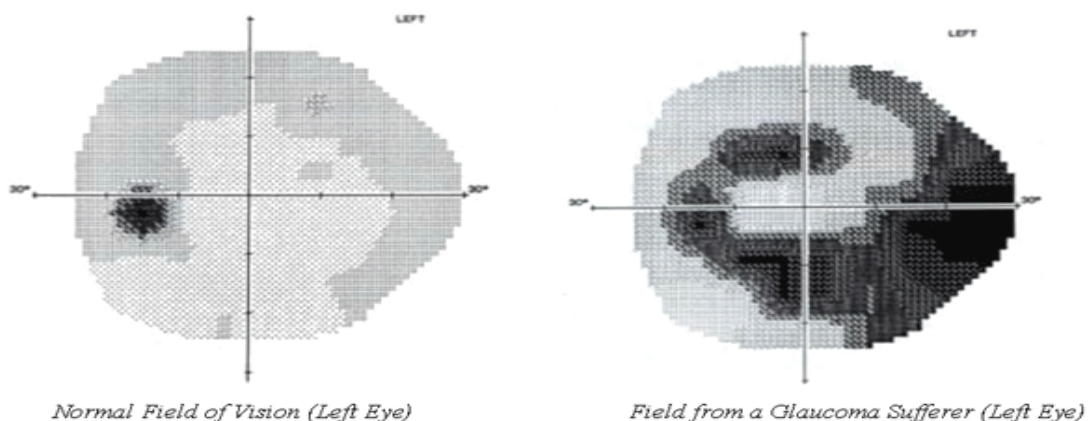 LEFT
30° 30°
Normal Field of Vision (Left Eye)
LEFT
30° 30°
Field from a Glaucoma Sufferer (Left Eye)